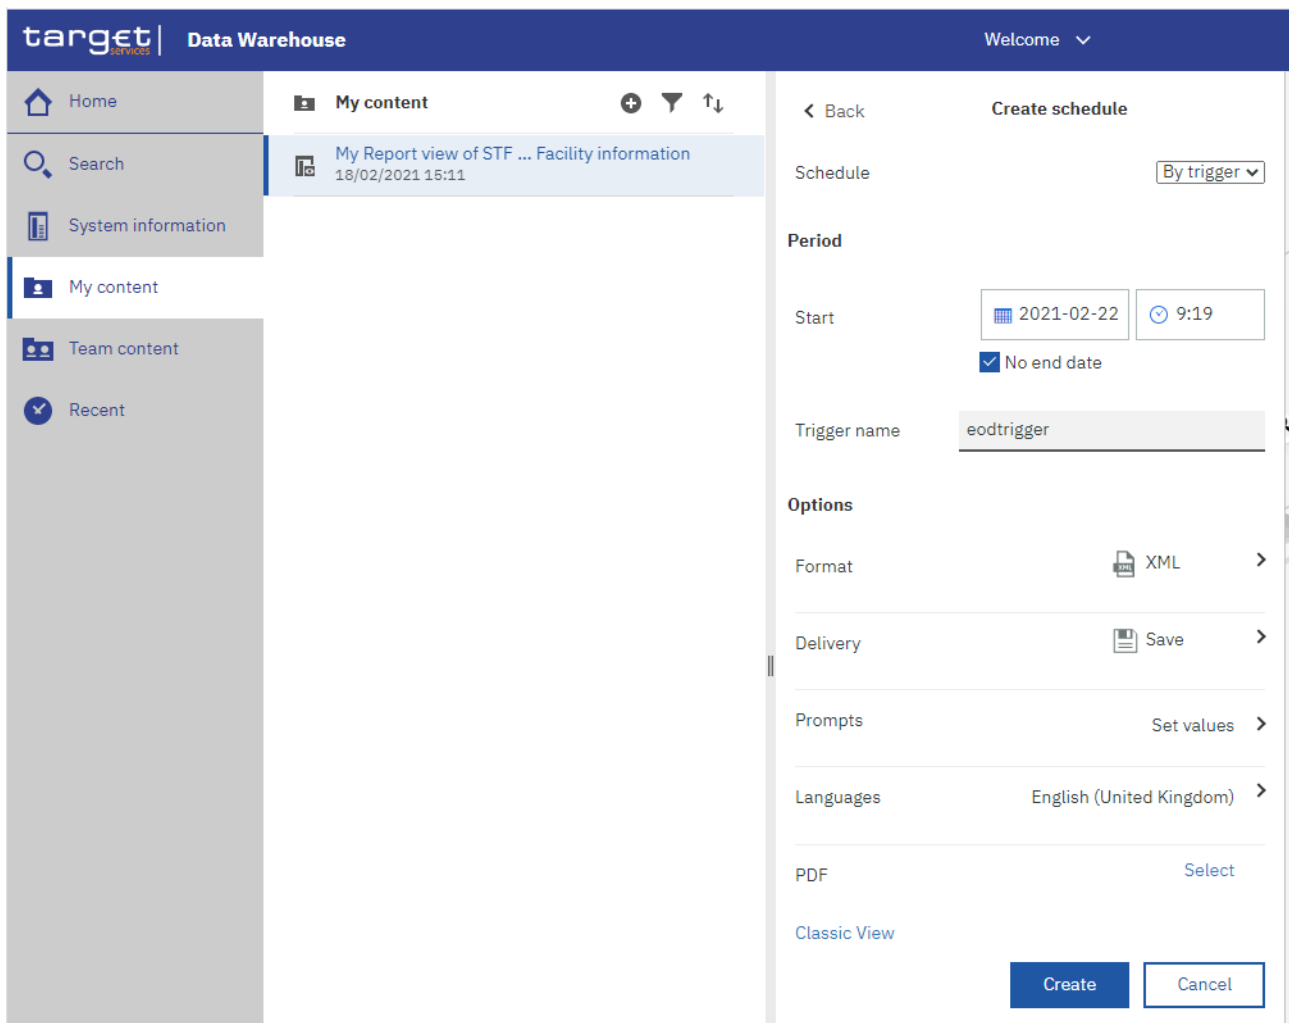 target services Data Warehouse Welcome
Home
Search
System information
My content
Team content
Recent
My content
My Report view of STF ... Facility information
18/02/2021 15:11
Back Create schedule
Schedule By trigger
Period
Start 2021-02-22 9:19
No end date
Trigger name eodtrigger
Options
Format XML
Delivery Save
Prompts Set values
Languages English (United Kingdom)
PDF Select
Classic View
Create Cancel